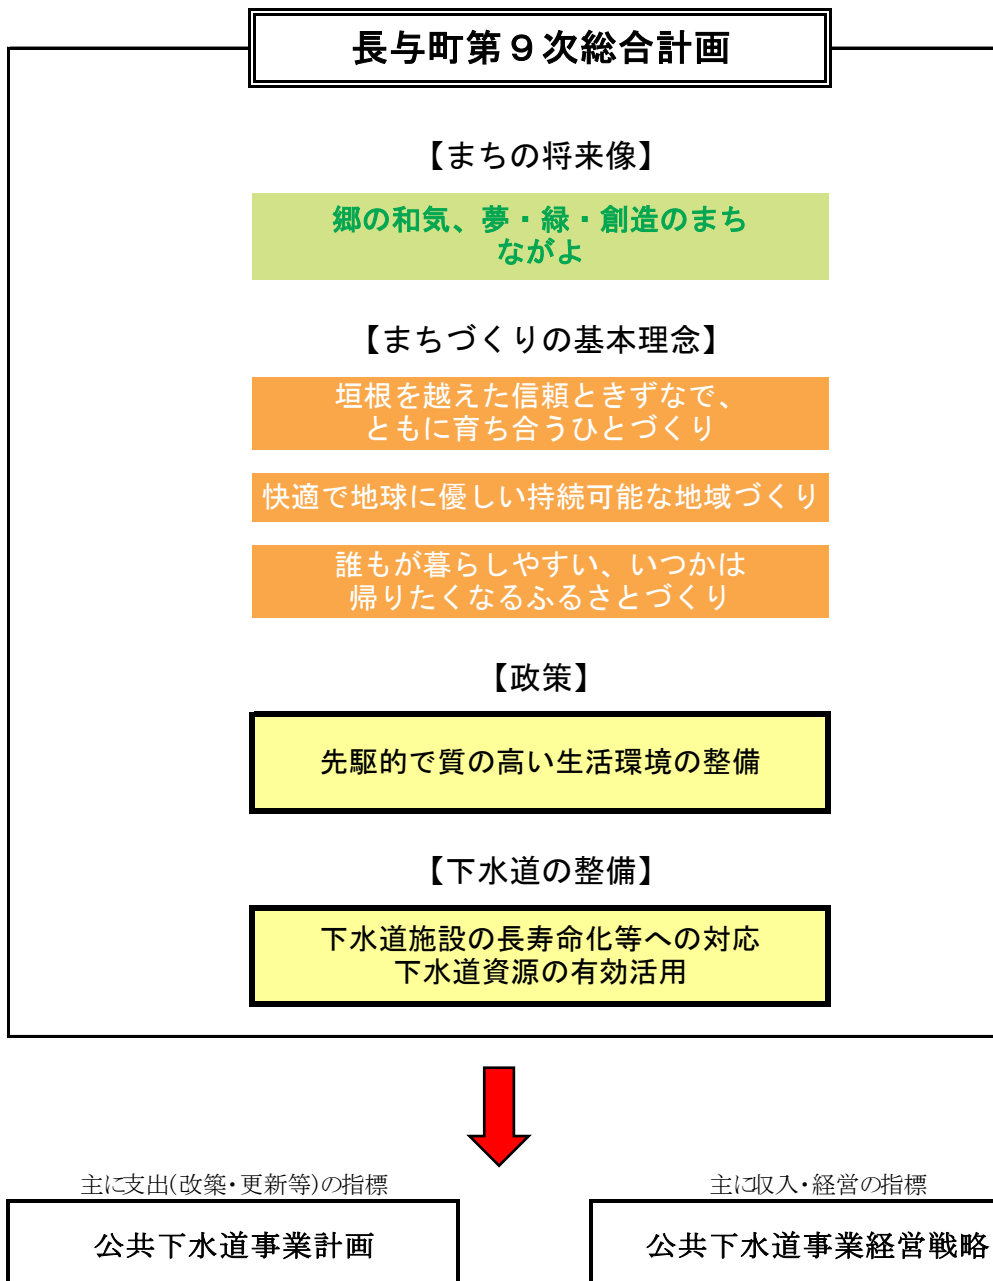 長与町第９次総合計画
【まちの将来像】
郷の和気、夢・緑・創造のまち
ながよ
【まちづくりの基本理念】
垣根を越えた信頼ときずなで、
ともに育ち合うひとづくり
快適で地球に優しい持続可能な地域づくり
誰もが暮らしやすい、いつかは
帰りたくなるふるさとづくり
【政策】
先駆的で質の高い生活環境の整備
【下水道の整備】
下水道施設の長寿命化等への対応
下水道資源の有効活用
主に支出(改築・更新等)の指標
主に収入・経営の指標
公共下水道事業計画
公共下水道事業経営戦略